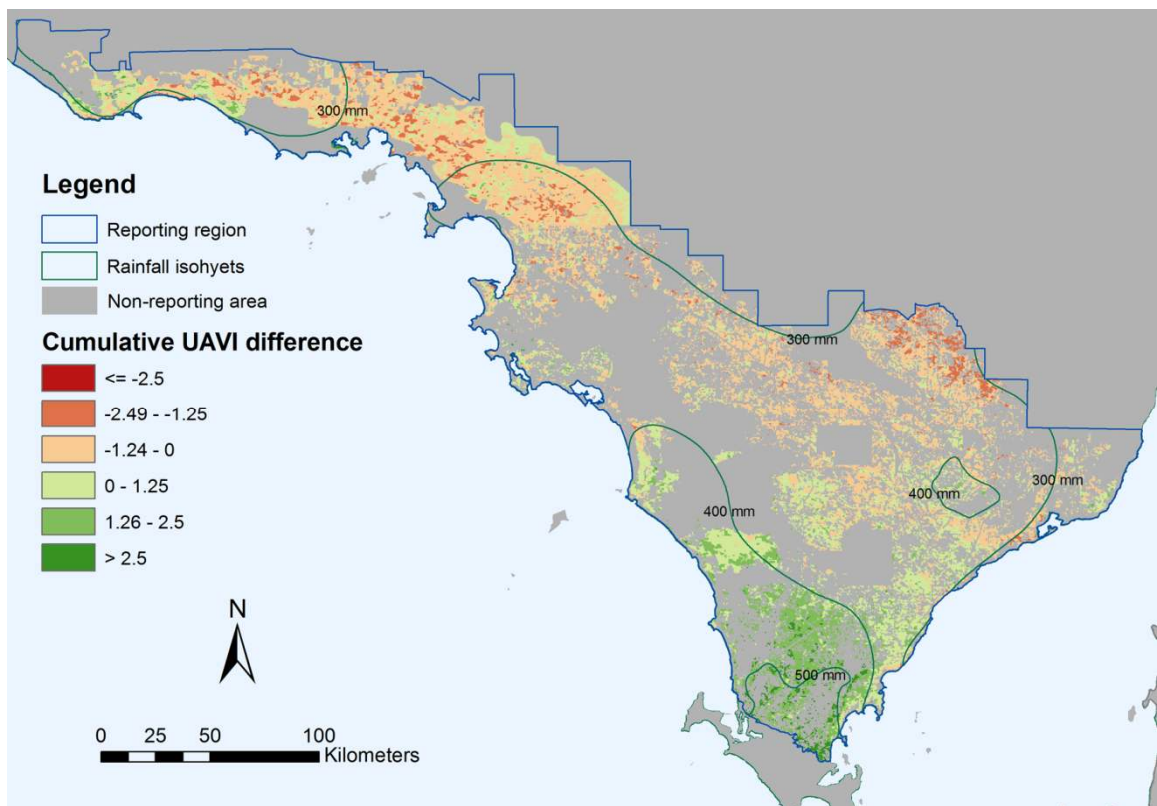 300 mm
Legend
Reporting region
Rainfall isohyets
Non-reporting area
Cumulative UAVI difference
<= -2.5
-2.49 - -1.25
-1.24 - 0
0 - 1.25
1.26 - 2.5
> 2.5
300 mm
300 mm
400 mm
400 mm
500 mm
N
0 25 50 100
Kilometers